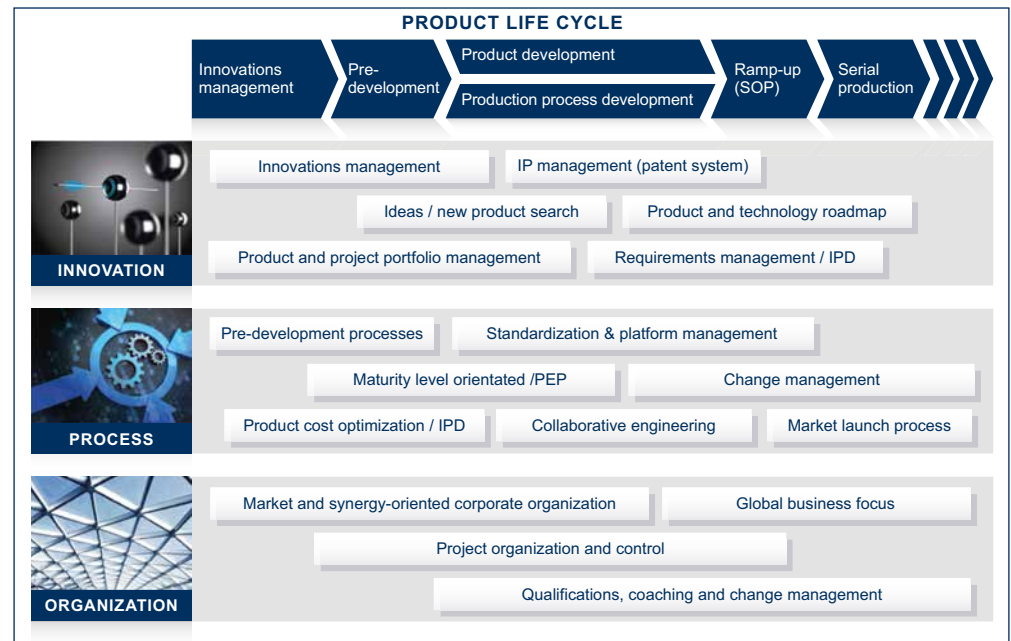 PRODUCT LIFE CYCLE
Innovations
management
Pre-
development
Product development
Production process development
Ramp-up
(SOP)
Serial
production
INNOVATION
Innovations management
IP management (patent system)
Ideas / new product search
Product and technology roadmap
Product and project portfolio management
Requirements management / IPD
PROCESS
Pre-development processes
Standardization & platform management
Maturity level orientated /PEP
Change management
Product cost optimization / IPD
Collaborative engineering
Market launch process
ORGANIZATION
Market and synergy-oriented corporate organization
Global business focus
Project organization and control
Qualifications, coaching and change management